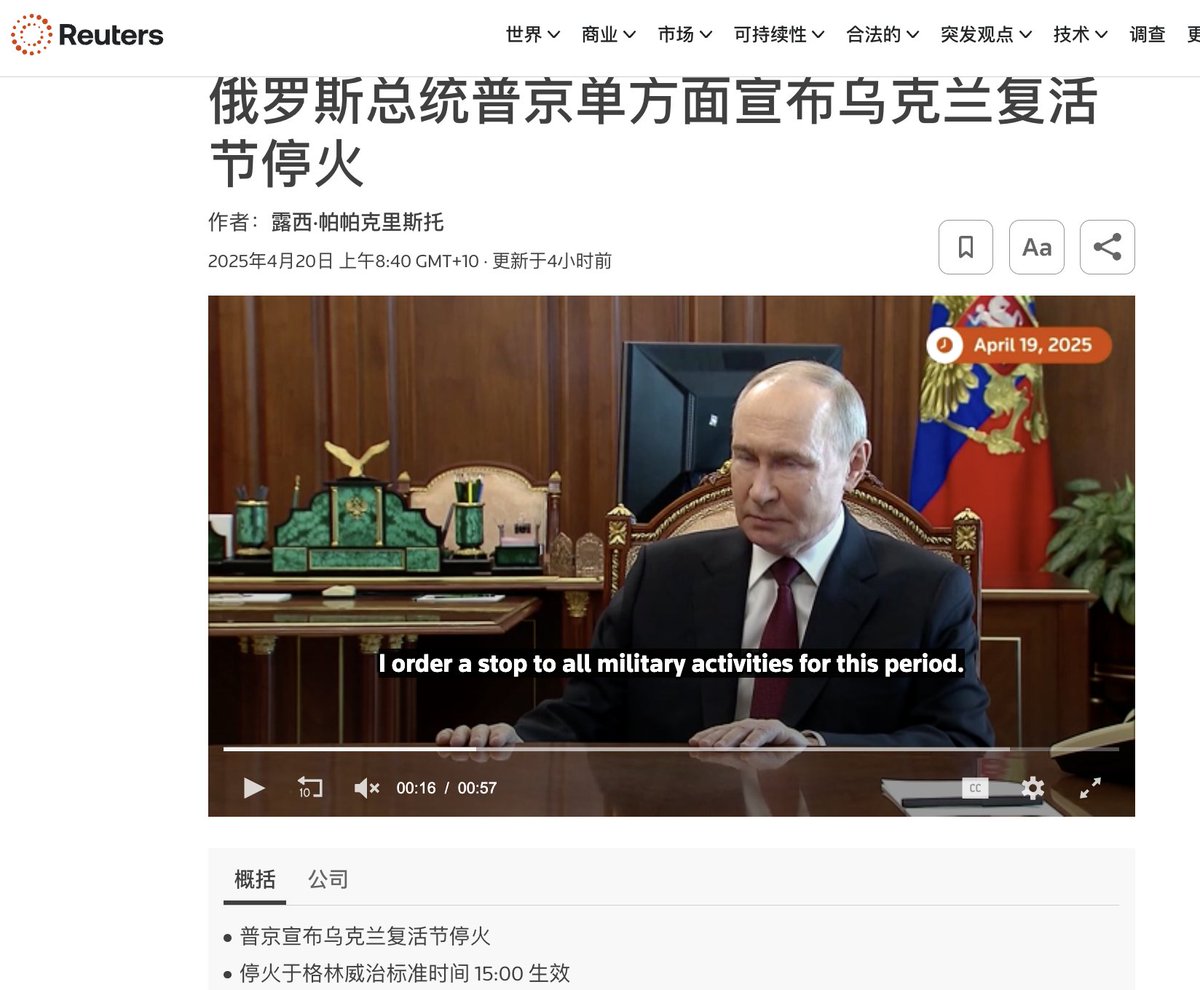 Reuters
世界 商业 市场 可持续性 合法的 突发观点 技术 调查
俄罗斯总统普京单方面宣布乌克兰复活
节停火
作者： 露西·帕帕克里斯托
2025年4月20日 上午8:40 GMT+10 · 更新于4小时前
Aa
April 19, 2025
I order a stop to all military activities for this period.
10
00:16 / 00:57
CC
概括 公司
• 普京宣布乌克兰复活节停火
• 停火于格林威治标准时间 15:00 生效